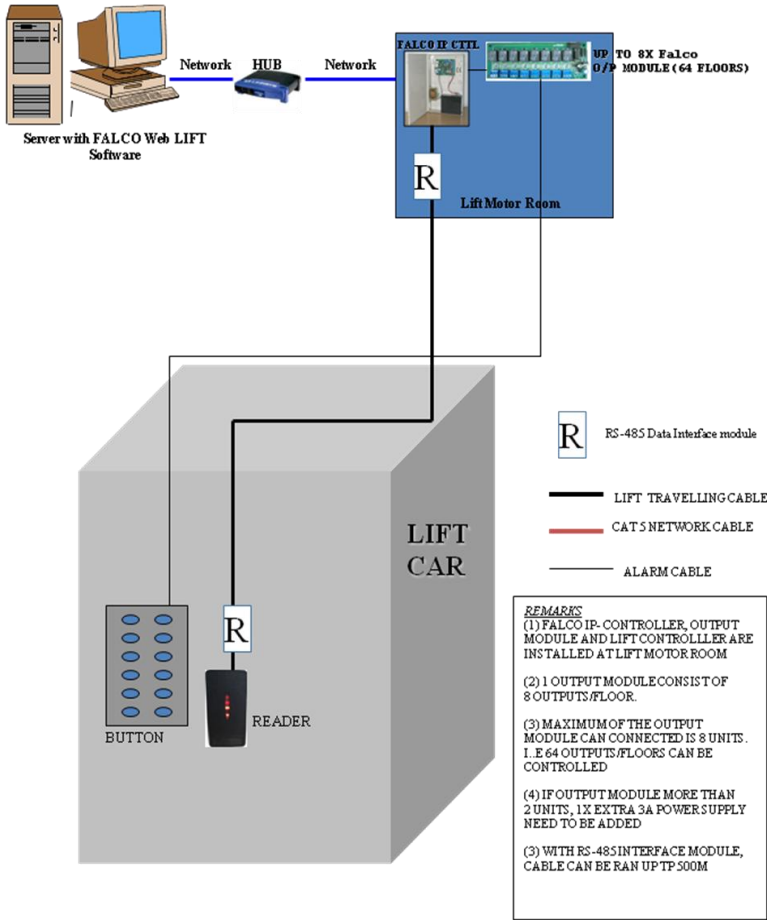 FALCO IP CTTL
UP TO 8X Falco
O/P MODULE (64 FLOORS)
Network
HUB
Network
Server with FALCO Web LIFT
Software
R
Lift Motor Room
R
RS-485 Data Interface module
LIFT TRAVELLING CABLE
CAT 5 NETWORK CABLE
ALARM CABLE
LIFT
CAR
R
READER
BUTTON
REMARKS
(1) FALCO IP- CONTROLLER, OUTPUT
MODULE AND LIFT CONTROLLLER ARE
INSTALLED AT LIFT MOTOR ROOM
(2) 1 OUTPUT MODULE CONSIST OF
8 OUTPUTS/FLOOR.
(3) MAXIMUM OF THE OUTPUT
MODULE CAN CONNECTED IS 8 UNITS.
I..E 64 OUTPUTS/FLOORS CAN BE
CONTROLLED
(4) IF OUTPUT MODULE MORE THAN
2 UNITS, 1X EXTRA 3A POWER SUPPLY
NEED TO BE ADDED
(3) WITH RS-485 INTERFACE MODULE,
CABLE CAN BE RAN UP TP 500M